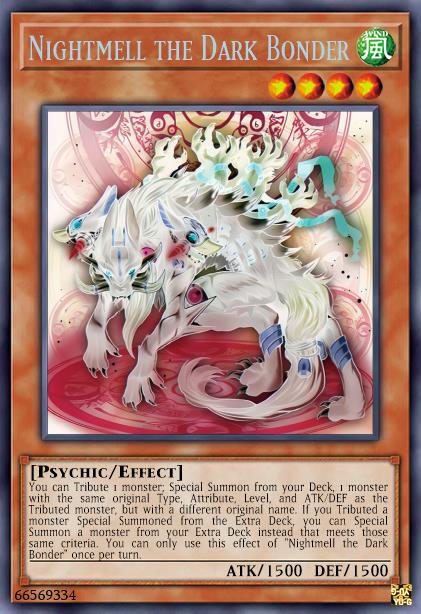 NIGHTMELL THE DARK BONDER
WIND
風
[PSYCHIC/EFFECT]
You can Tribute 1 monster; Special Summon from your Deck, 1 monster
with the same original Type, Attribute, Level, and ATK/DEF as the
Tributed monster, but with a different original name. If you Tributed a
monster Special Summoned from the Extra Deck, you can Special
Summon a monster from your Extra Deck instead that meets those
same criteria. You can only use this effect of "Nightmell the Dark
Bonder" once per turn.
ATK/1500 DEF/1500
66569334